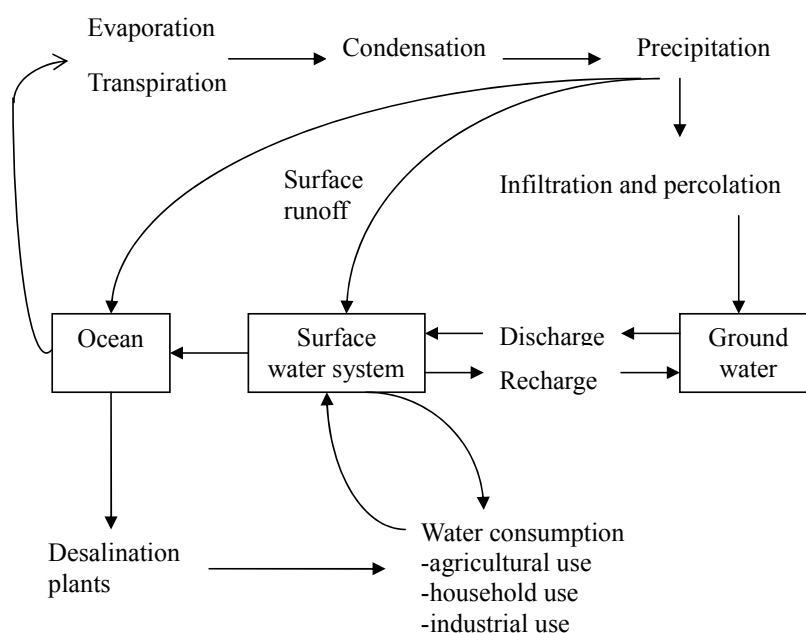 Evaporation
Transpiration
Condensation
Precipitation
Surface
runoff
Infiltration and percolation
Ocean
Surface
water system
Discharge
Recharge
Ground
water
Desalination
plants
Water consumption
-agricultural use
-household use
-industrial use